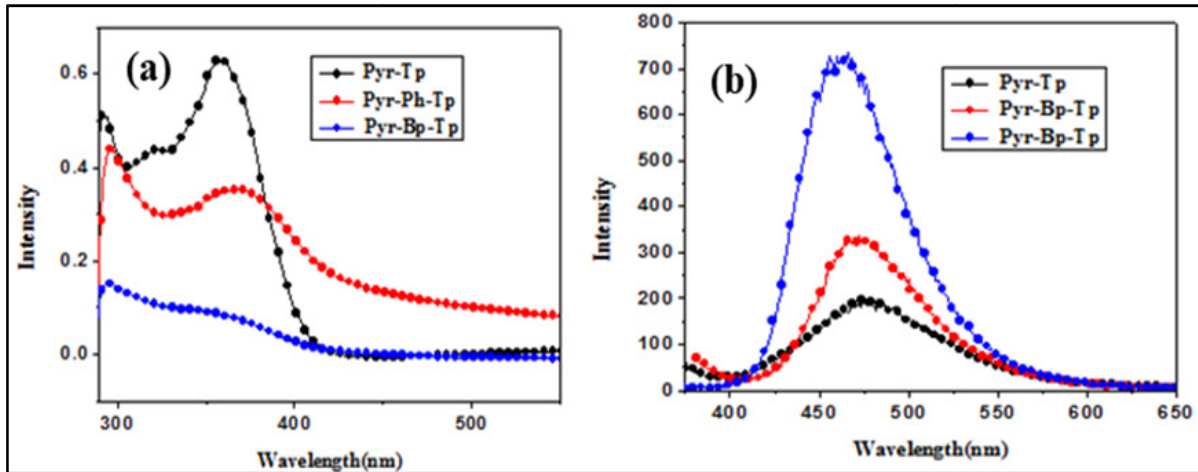 (a)
Pyr-Tp
Pyr-Ph-Tp
Pyr-Bp-Tp
Intensity
0.6
0.4
0.2
0.0
300
400
500
Wavelength(nm)
(b)
Pyr-Tp
Pyr-Bp-Tp
Pyr-Bp-Tp
Intensity
800
700
600
500
400
300
200
100
0
400
450
500
550
600
650
Wavelength(nm)